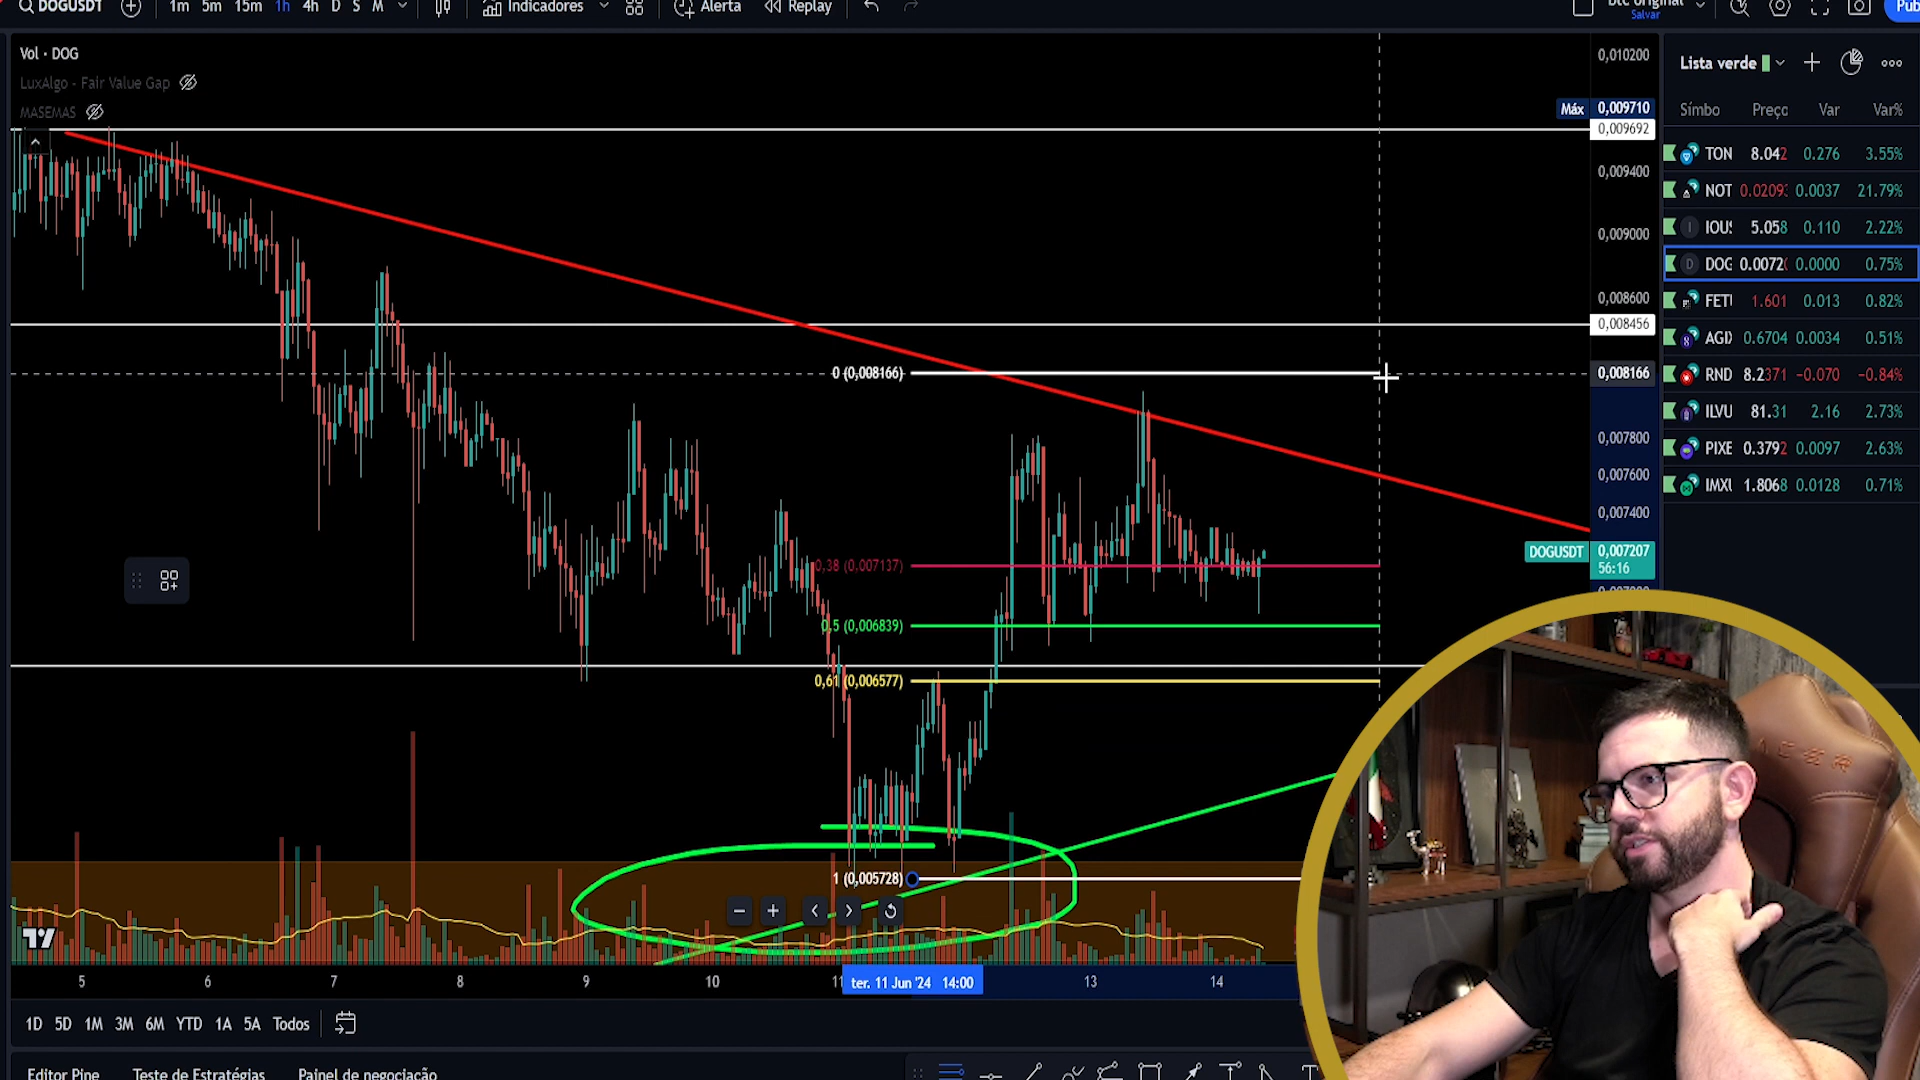 DOGUSDT 1m 5m 15m 1h 4h D S M Indicadores Alerta Replay
Salvar
Vol · DOG
LuxAlgo - Fair Value Gap
MASEMAS
0,010200
Máx 0,009710
0,009692
0,009400
0,009000
0,008600
0,008456
0 (0,008166)
0,008166
0,007800
0,007600
0,007400
DOGUSDT 0,007207
56:16
0,38 (0,007137)
0,5 (0,006839)
0,61 (0,006577)
1 (0,005728)
5 6 7 8 9 10 ter. 11 Jun '24 14:00 13 14
1D 5D 1M 3M 6M YTD 1A 5A Todos
Editor Pine Teste de Estratégias Painel de negociação
Lista verde
Símbo Preço Var Var%
TON 8.042 0.276 3.55%
NOT 0.0209 0.0037 21.79%
IOUS 5.058 0.110 2.22%
DOG 0.0072 0.0000 0.75%
FETU 1.601 0.013 0.82%
AGIX 0.6704 0.0034 0.51%
RND 8.2371 −0.070 −0.84%
ILVU 81.31 2.16 2.73%
PIXE 0.3792 0.0097 2.63%
IMXU 1.8068 0.0128 0.71%